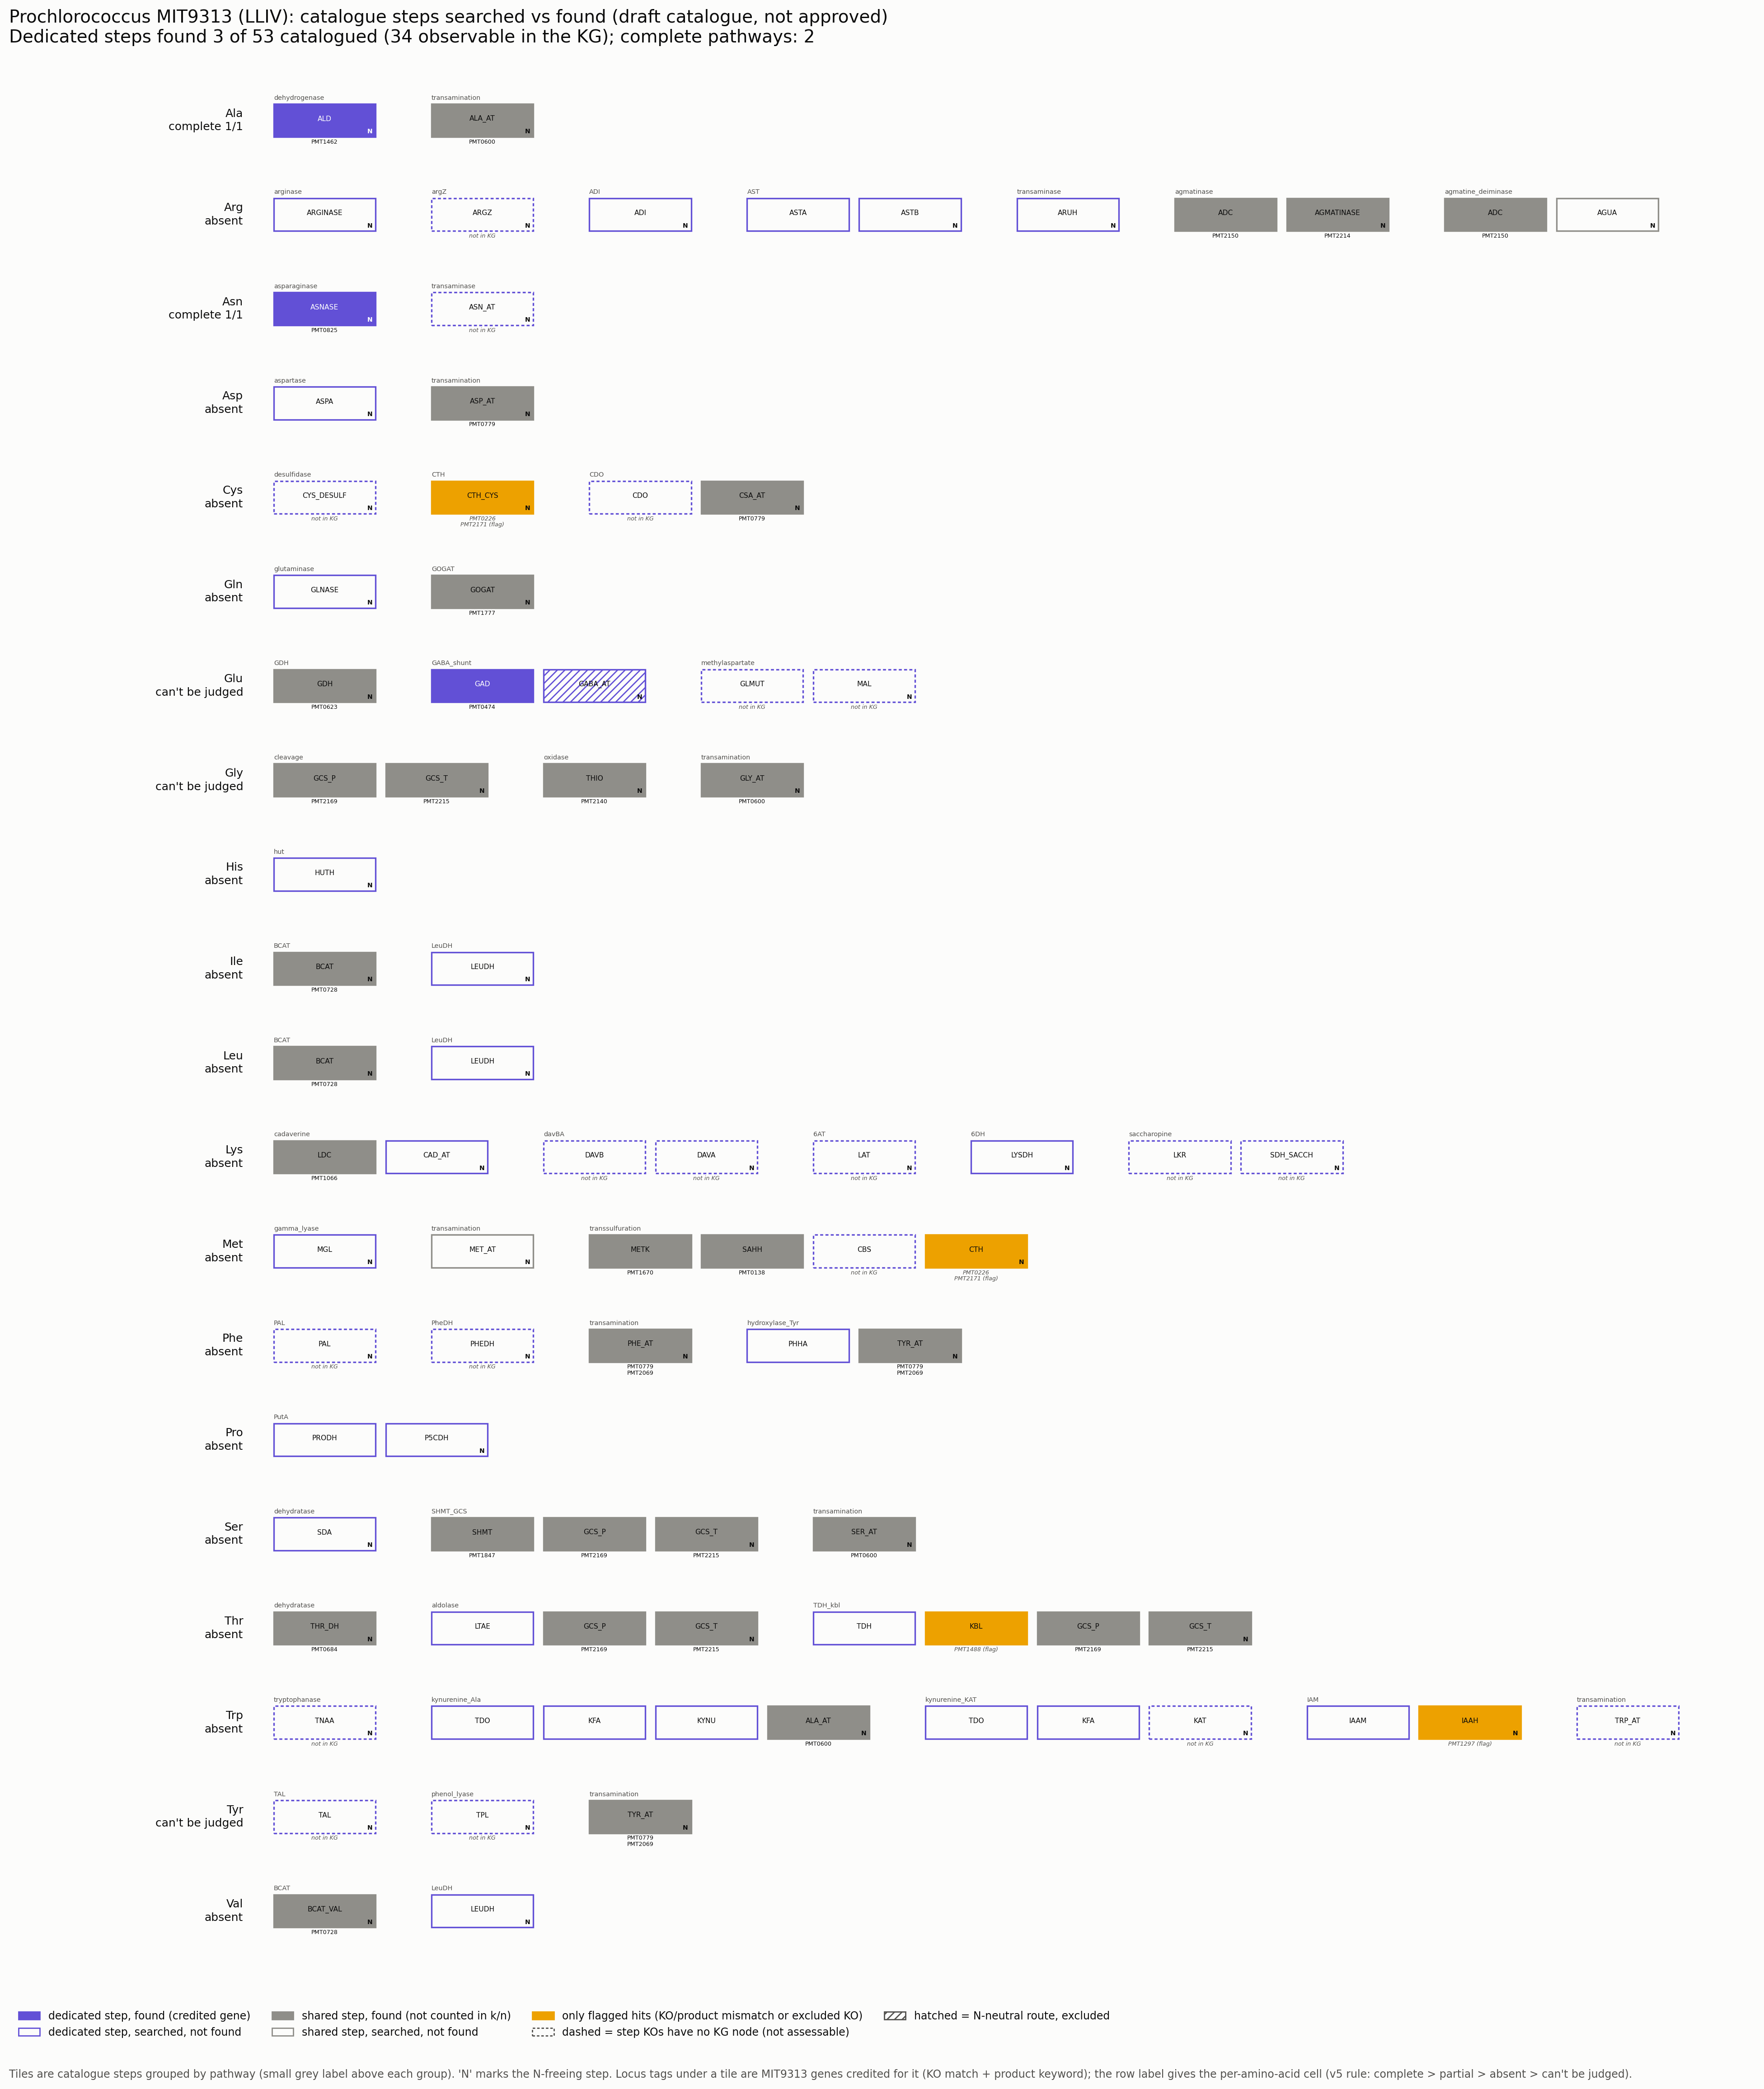 Prochlorococcus MIT9313 (LLIV): catalogue steps searched vs found (draft catalogue, not approved)
Dedicated steps found 3 of 53 catalogued (34 observable in the KG); complete pathways: 2
dehydrogenase transamination
Ala ALD N ALA_AT N
complete 1/1
PMT1462 PMT0600
arginase argZ ADI AST transaminase agmatinase agmatine_deiminase
Arg ARGINASE N ARGZ N ADI N ASTA ASTB N ARUH N ADC AGMATINASE N ADC AGUA N
absent
not in KG PMT2150 PMT2214 PMT2150
asparaginase transaminase
Asn ASNASE N ASN_AT N
complete 1/1
PMT0825 not in KG
aspartase transamination
Asp ASPA N ASP_AT N
absent
PMT0779
desulfidase CTH CDO
Cys CYS_DESULF N CTH_CYS N CDO CSA_AT N
absent
not in KG PMT0226 not in KG PMT0779
PMT2171 (flag)
glutaminase GOGAT
Gln GLNASE N GOGAT N
absent
PMT1777
GDH GABA_shunt methylaspartate
Glu GDH N GAD GABA_AT N GLMUT MAL N
can't be judged
PMT0623 PMT0474 not in KG not in KG
cleavage oxidase transamination
Gly GCS_P GCS_T N THIO N GLY_AT N
can't be judged
PMT2169 PMT2215 PMT2140 PMT0600
hut
His HUTH N
absent
BCAT LeuDH
Ile BCAT N LEUDH N
absent
PMT0728
BCAT LeuDH
Leu BCAT N LEUDH N
absent
PMT0728
cadaverine davBA 6AT 6DH saccharopine
Lys LDC CAD_AT N DAVB DAVA N LAT N LYSDH N LKR SDH_SACCH N
absent
PMT1066 not in KG not in KG not in KG not in KG not in KG
gamma_lyase transamination transsulfuration
Met MGL N MET_AT N METK SAHH CBS CTH N
absent
PMT1670 PMT0138 not in KG PMT0226
PMT2171 (flag)
PAL PheDH transamination hydroxylase_Tyr
Phe PAL N PHEDH N PHE_AT N PHHA TYR_AT N
absent
not in KG not in KG PMT0779 PMT0779
PMT2069 PMT2069
PutA
Pro PRODH P5CDH N
absent
dehydratase SHMT_GCS transamination
Ser SDA N SHMT GCS_P GCS_T N SER_AT N
absent
PMT1847 PMT2169 PMT2215 PMT0600
dehydratase aldolase TDH_kbl
Thr THR_DH N LTAE GCS_P GCS_T N TDH KBL GCS_P GCS_T N
absent
PMT0684 PMT2169 PMT2215 PMT1488 (flag) PMT2169 PMT2215
tryptophanase kynurenine_Ala kynurenine_KAT IAM transamination
Trp TNAA N TDO KFA KYNU ALA_AT N TDO KFA KAT N IAAM IAAH N TRP_AT N
absent
not in KG PMT0600 not in KG PMT1297 (flag) not in KG
TAL phenol_lyase transamination
Tyr TAL N TPL N TYR_AT N
can't be judged
not in KG not in KG PMT0779
PMT2069
BCAT LeuDH
Val BCAT_VAL N LEUDH N
absent
PMT0728
dedicated step, found (credited gene) shared step, found (not counted in k/n) only flagged hits (KO/product mismatch or excluded KO) hatched = N-neutral route, excluded
dedicated step, searched, not found shared step, searched, not found dashed = step KOs have no KG node (not assessable)
Tiles are catalogue steps grouped by pathway (small grey label above each group). 'N' marks the N-freeing step. Locus tags under a tile are MIT9313 genes credited for it (KO match + product keyword); the row label gives the per-amino-acid cell (v5 rule: complete > partial > absent > can't be judged).